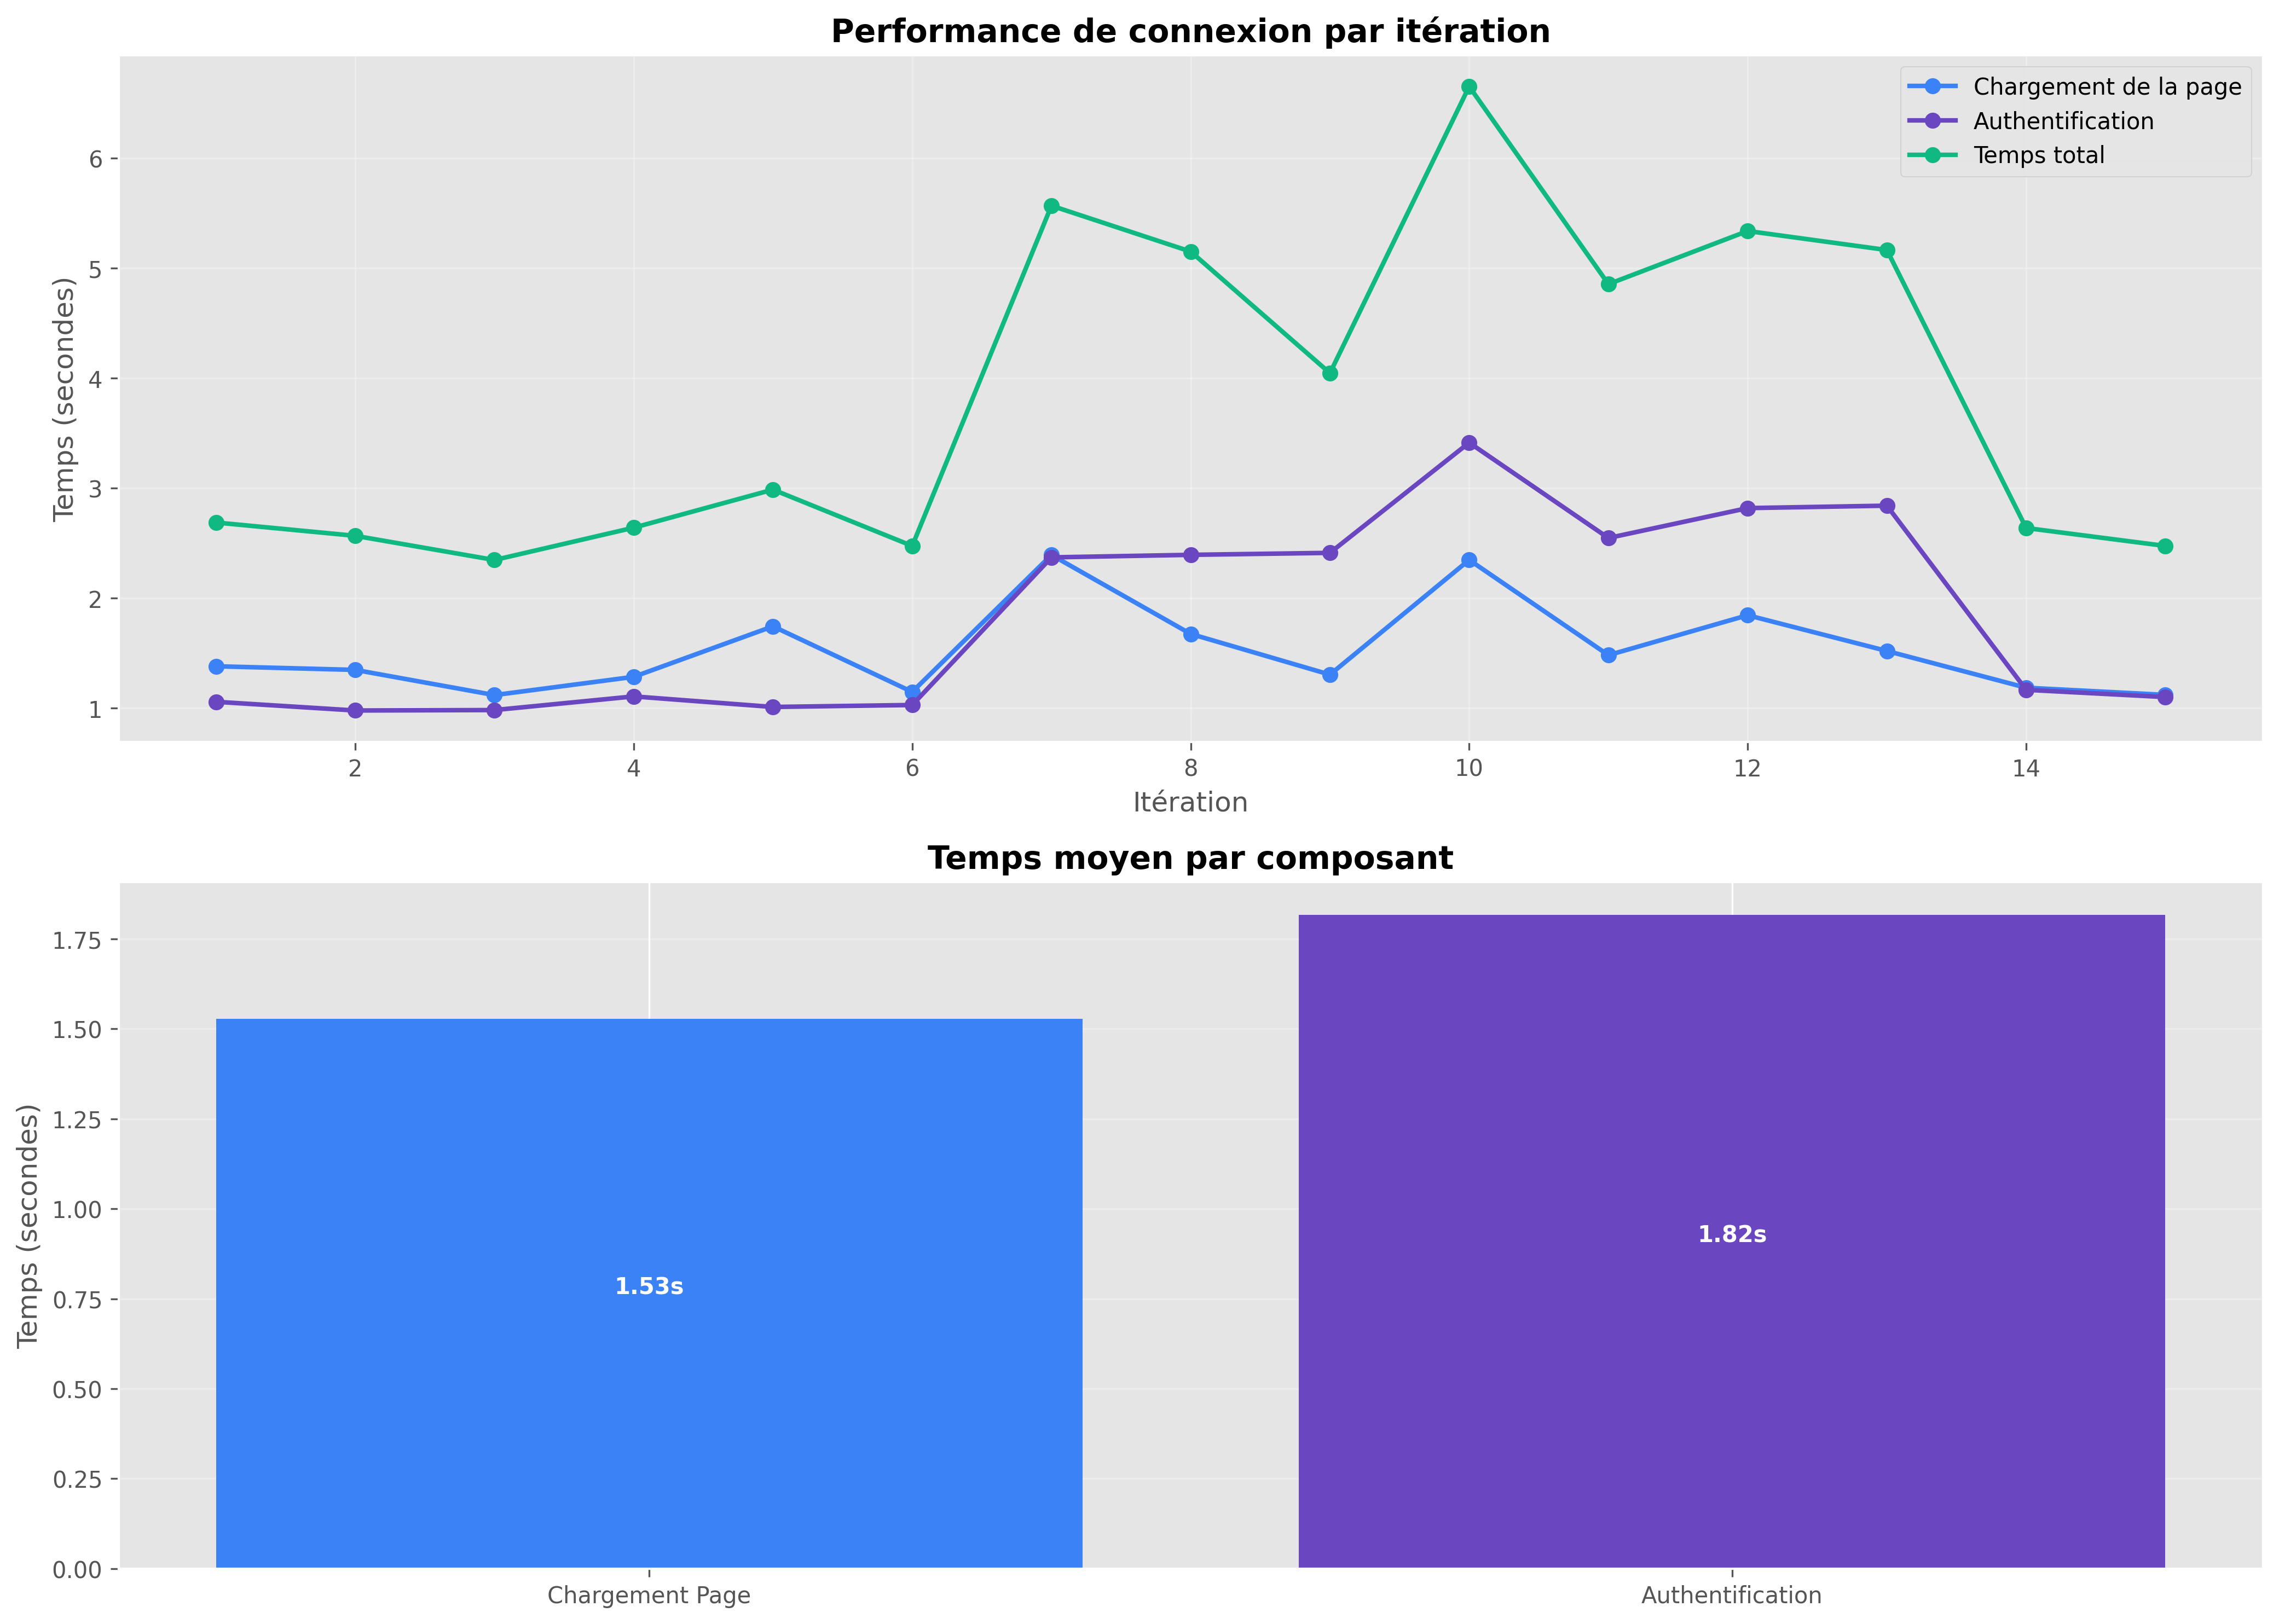 Performance de connexion par itération
Chargement de la page
Authentification
Temps total
Temps (secondes)
6
5
4
3
2
1
2 4 6 8 10 12 14
Itération
Temps moyen par composant
Temps (secondes)
1.75
1.50
1.25
1.00
0.75
0.50
0.25
0.00
1.53s
1.82s
Chargement Page Authentification